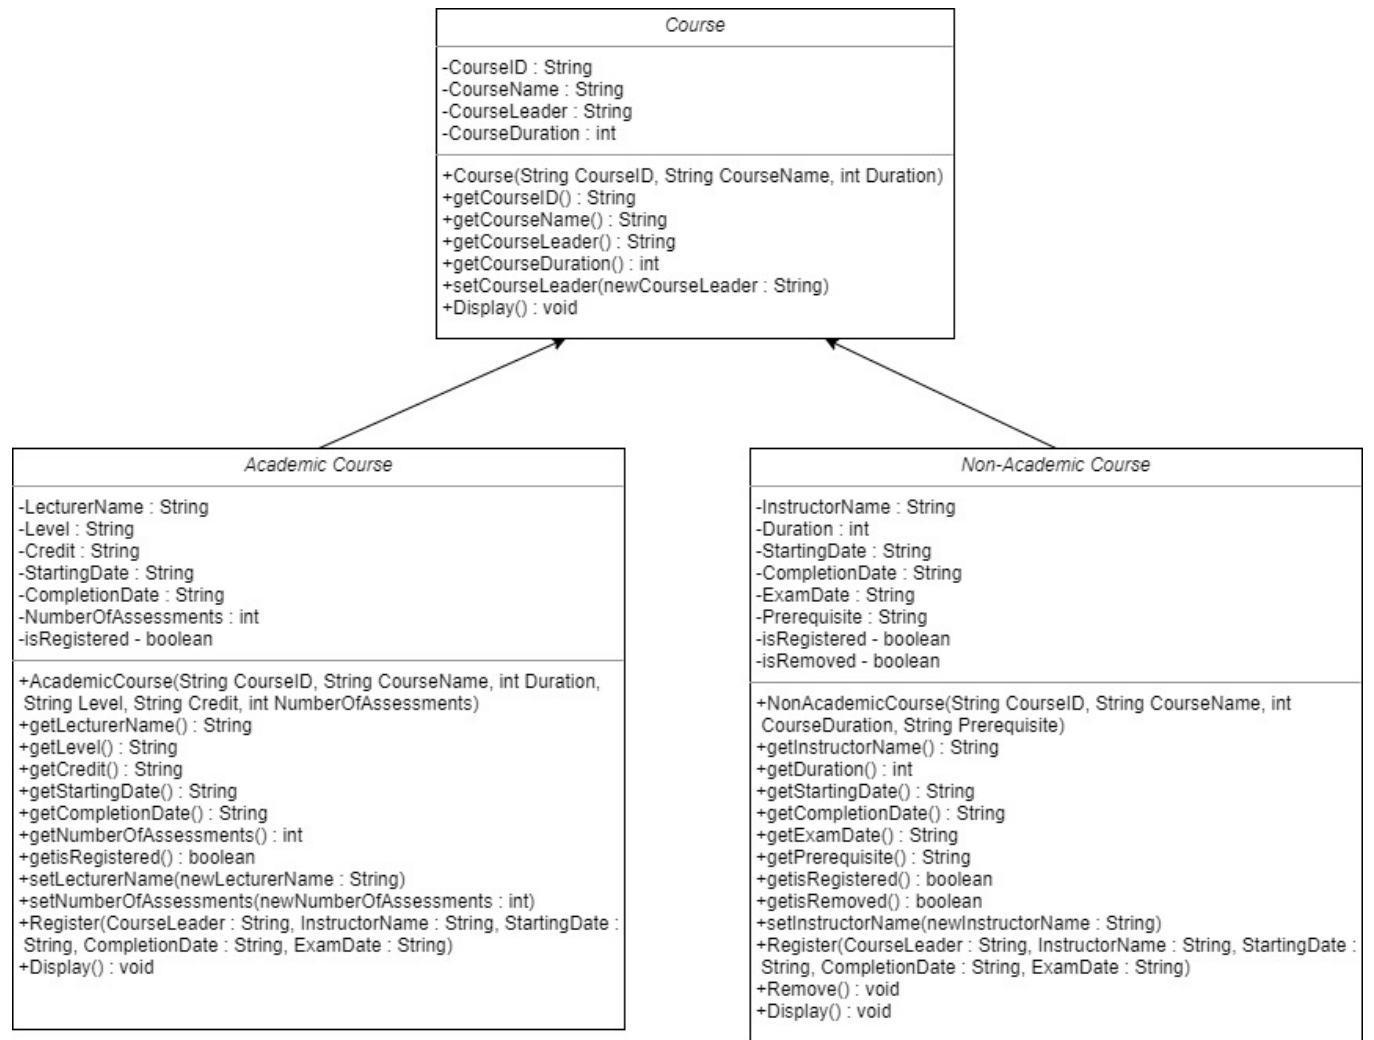 Course
-CourseID : String
-CourseName : String
-CourseLeader : String
-CourseDuration : int
+Course(String CourseID, String CourseName, int Duration)
+getCourseID() : String
+getCourseName() : String
+getCourseLeader() : String
+getCourseDuration() : int
+setCourseLeader(newCourseLeader : String)
+Display() : void
Academic Course
-LecturerName : String
-Level : String
-Credit : String
-StartingDate : String
-CompletionDate : String
-NumberOfAssessments : int
-isRegistered - boolean
+AcademicCourse(String CourseID, String CourseName, int Duration,
String Level, String Credit, int NumberOfAssessments)
+getLecturerName() : String
+getLevel() : String
+getCredit() : String
+getStartingDate() : String
+getCompletionDate() : String
+getNumberOfAssessments() : int
+getisRegistered() : boolean
+setLecturerName(newLecturerName : String)
+setNumberOfAssessments(newNumberOfAssessments : int)
+Register(CourseLeader : String, InstructorName : String, StartingDate :
String, CompletionDate : String, ExamDate : String)
+Display() : void
Non-Academic Course
-InstructorName : String
-Duration : int
-StartingDate : String
-CompletionDate : String
-ExamDate : String
-Prerequisite : String
-isRegistered - boolean
-isRemoved - boolean
+NonAcademicCourse(String CourseID, String CourseName, int
CourseDuration, String Prerequisite)
+getInstructorName() : String
+getDuration() : int
+getStartingDate() : String
+getCompletionDate() : String
+getExamDate() : String
+getPrerequisite() : String
+getisRegistered() : boolean
+getisRemoved() : boolean
+setInstructorName(newInstructorName : String)
+Register(CourseLeader : String, InstructorName : String, StartingDate :
String, CompletionDate : String, ExamDate : String)
+Remove() : void
+Display() : void